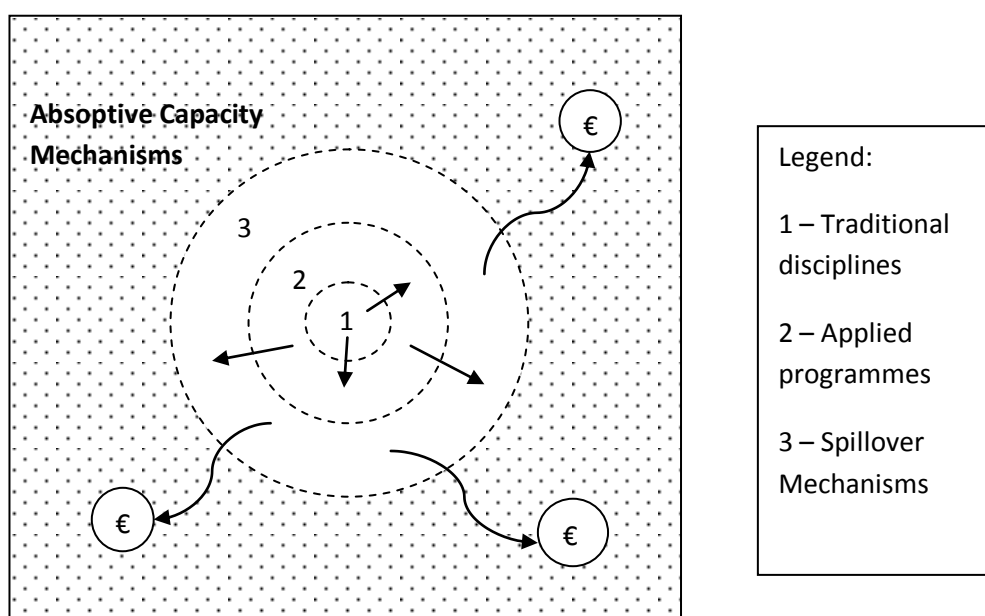 Absoptive Capacity
Mechanisms
€
3
2
1
€
€
Legend:
1 – Traditional
disciplines
2 – Applied
programmes
3 – Spillover
Mechanisms